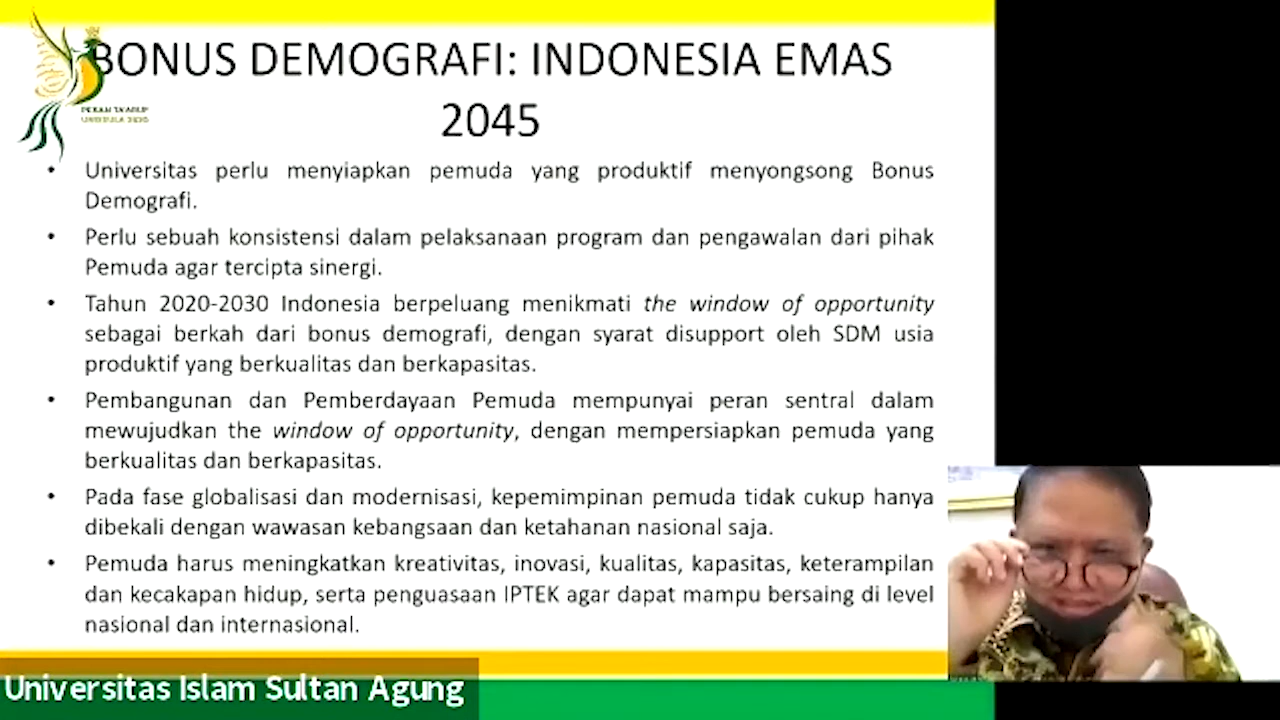 BONUS DEMOGRAFI: INDONESIA EMAS
2045
PEKAN TA'ARUF
UNISSULA 2020
• Universitas perlu menyiapkan pemuda yang produktif menyongsong Bonus
Demografi.
• Perlu sebuah konsistensi dalam pelaksanaan program dan pengawalan dari pihak
Pemuda agar tercipta sinergi.
• Tahun 2020-2030 Indonesia berpeluang menikmati the window of opportunity
sebagai berkah dari bonus demografi, dengan syarat disupport oleh SDM usia
produktif yang berkualitas dan berkapasitas.
• Pembangunan dan Pemberdayaan Pemuda mempunyai peran sentral dalam
mewujudkan the window of opportunity, dengan mempersiapkan pemuda yang
berkualitas dan berkapasitas.
• Pada fase globalisasi dan modernisasi, kepemimpinan pemuda tidak cukup hanya
dibekali dengan wawasan kebangsaan dan ketahanan nasional saja.
• Pemuda harus meningkatkan kreativitas, inovasi, kualitas, kapasitas, keterampilan
dan kecakapan hidup, serta penguasaan IPTEK agar dapat mampu bersaing di level
nasional dan internasional.
Universitas Islam Sultan Agung